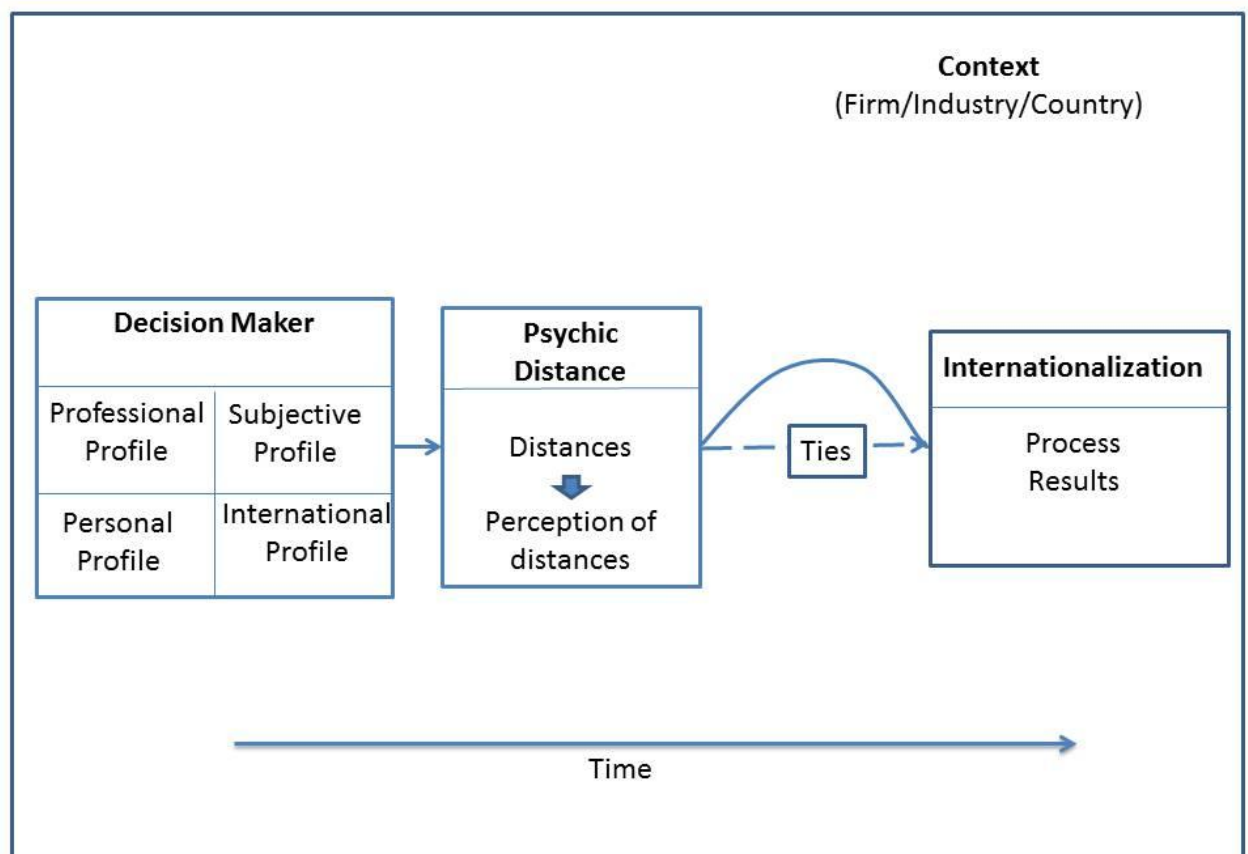 Context
(Firm/Industry/Country)
Decision Maker
Professional
Profile
Subjective
Profile
Personal
Profile
International
Profile
Psychic
Distance
Distances
Perception of
distances
Ties
Internationalization
Process
Results
Time